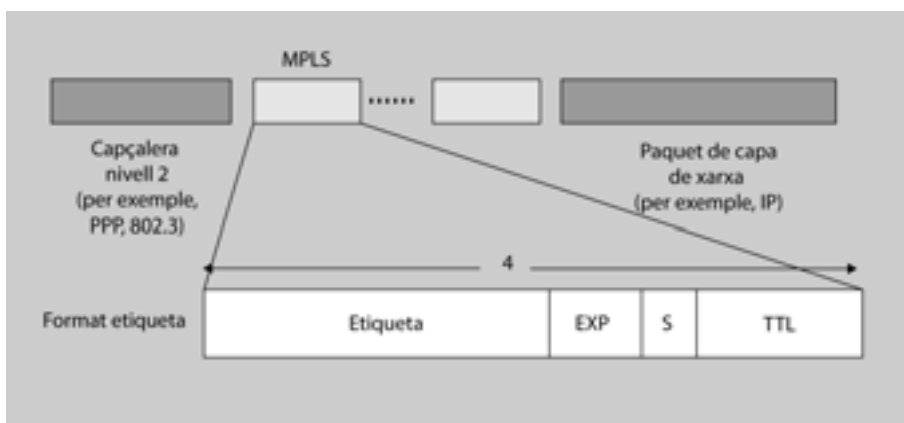 MPLS
Capçalera
nivell 2
(per exemple,
PPP, 802.3)
Paquet de capa
de xarxa
(per exemple, IP)
4
Format etiqueta
Etiqueta
EXP
S
TTL